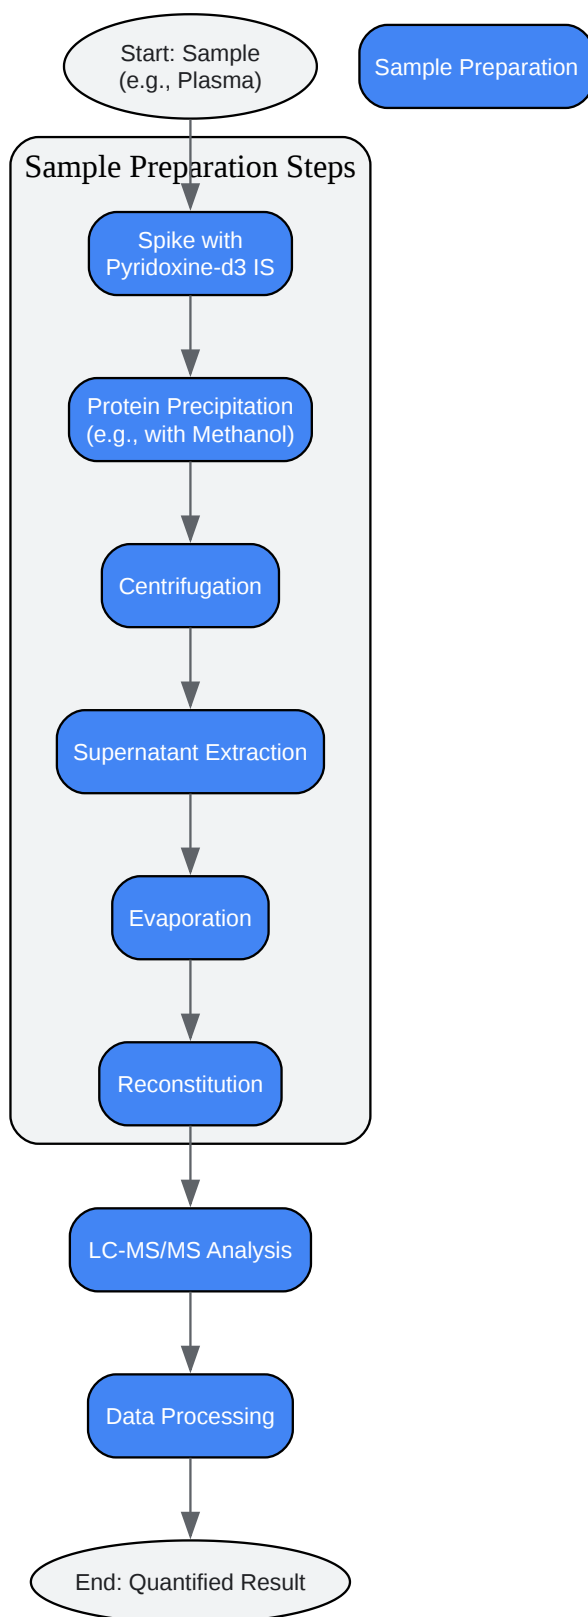 Start: Sample
(e.g., Plasma)
Sample Preparation
Sample Preparation Steps
Spike with
Pyridoxine-d3 IS
Protein Precipitation
(e.g., with Methanol)
Centrifugation
Supernatant Extraction
Evaporation
Reconstitution
LC-MS/MS Analysis
Data Processing
End: Quantified Result